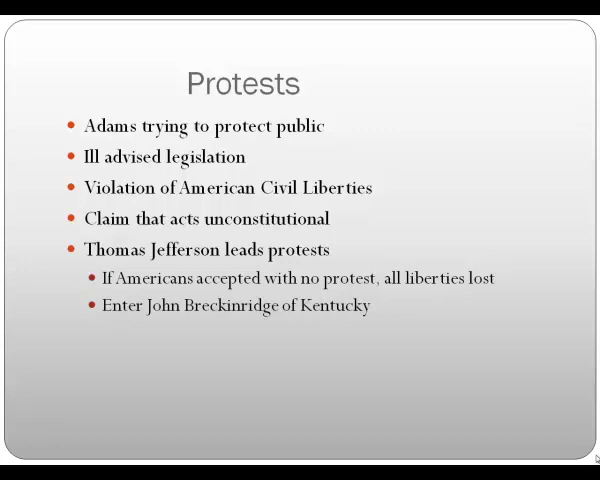 Protests
Adams trying to protect public
Ill advised legislation
Violation of American Civil Liberties
Claim that acts unconstitutional
Thomas Jefferson leads protests
If Americans accepted with no protest, all liberties lost
Enter John Breckinridge of Kentucky